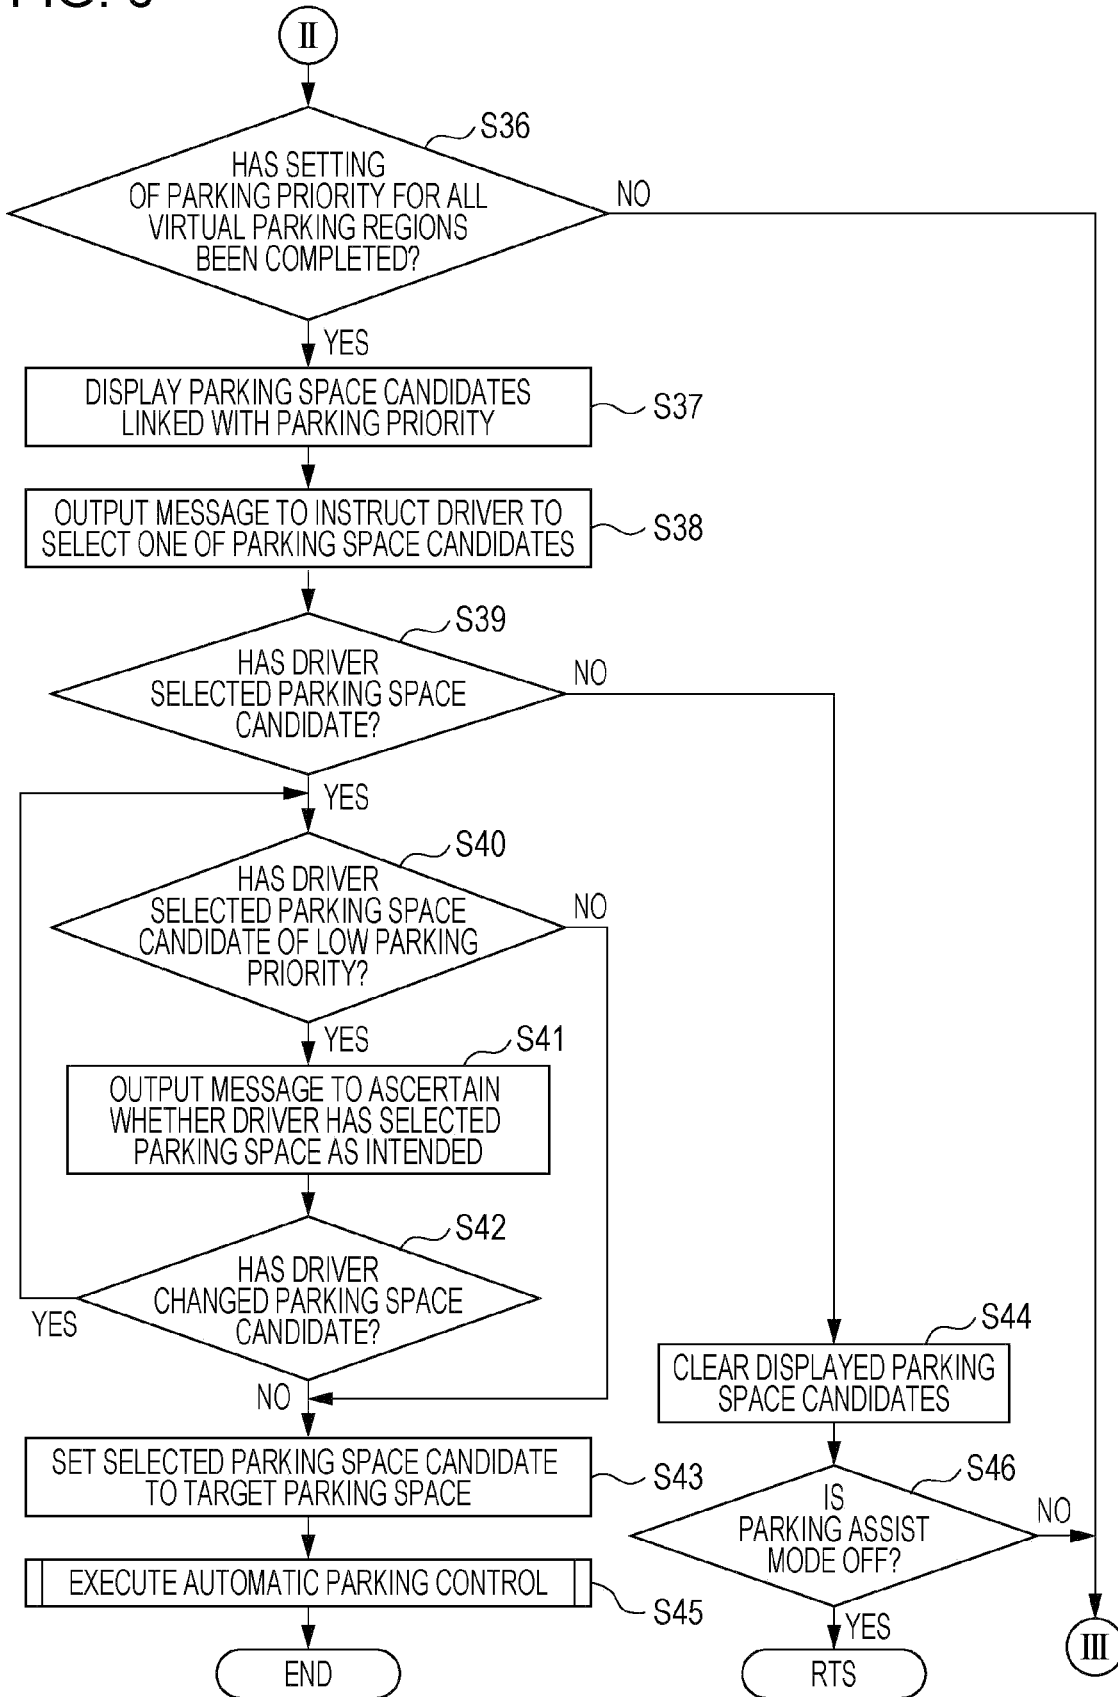 II
S36
HAS SETTING
OF PARKING PRIORITY FOR ALL
VIRTUAL PARKING REGIONS
BEEN COMPLETED?
NO
YES
DISPLAY PARKING SPACE CANDIDATES
LINKED WITH PARKING PRIORITY
S37
OUTPUT MESSAGE TO INSTRUCT DRIVER TO
SELECT ONE OF PARKING SPACE CANDIDATES
S38
S39
HAS DRIVER
SELECTED PARKING SPACE
CANDIDATE?
NO
YES
S40
HAS DRIVER
SELECTED PARKING SPACE
CANDIDATE OF LOW PARKING
PRIORITY?
NO
YES
S41
OUTPUT MESSAGE TO ASCERTAIN
WHETHER DRIVER HAS SELECTED
PARKING SPACE AS INTENDED
S42
HAS DRIVER
CHANGED PARKING SPACE
CANDIDATE?
YES
NO
S44
CLEAR DISPLAYED PARKING
SPACE CANDIDATES
SET SELECTED PARKING SPACE CANDIDATE
TO TARGET PARKING SPACE
S43
S46
IS
PARKING ASSIST
MODE OFF?
NO
EXECUTE AUTOMATIC PARKING CONTROL
S45
YES
III
END
RTS